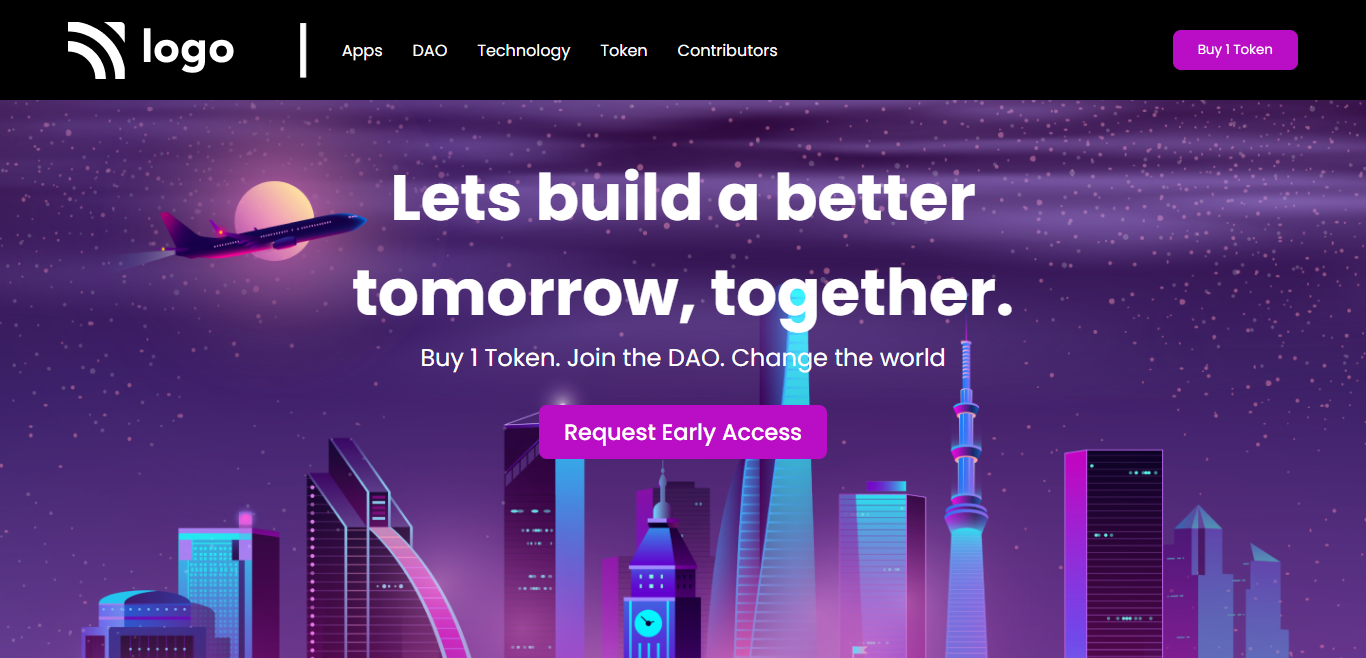 logo
Apps DAO Technology Token Contributors
Buy 1 Token
Lets build a better
tomorrow, together.
Buy 1 Token. Join the DAO. Change the world
Request Early Access